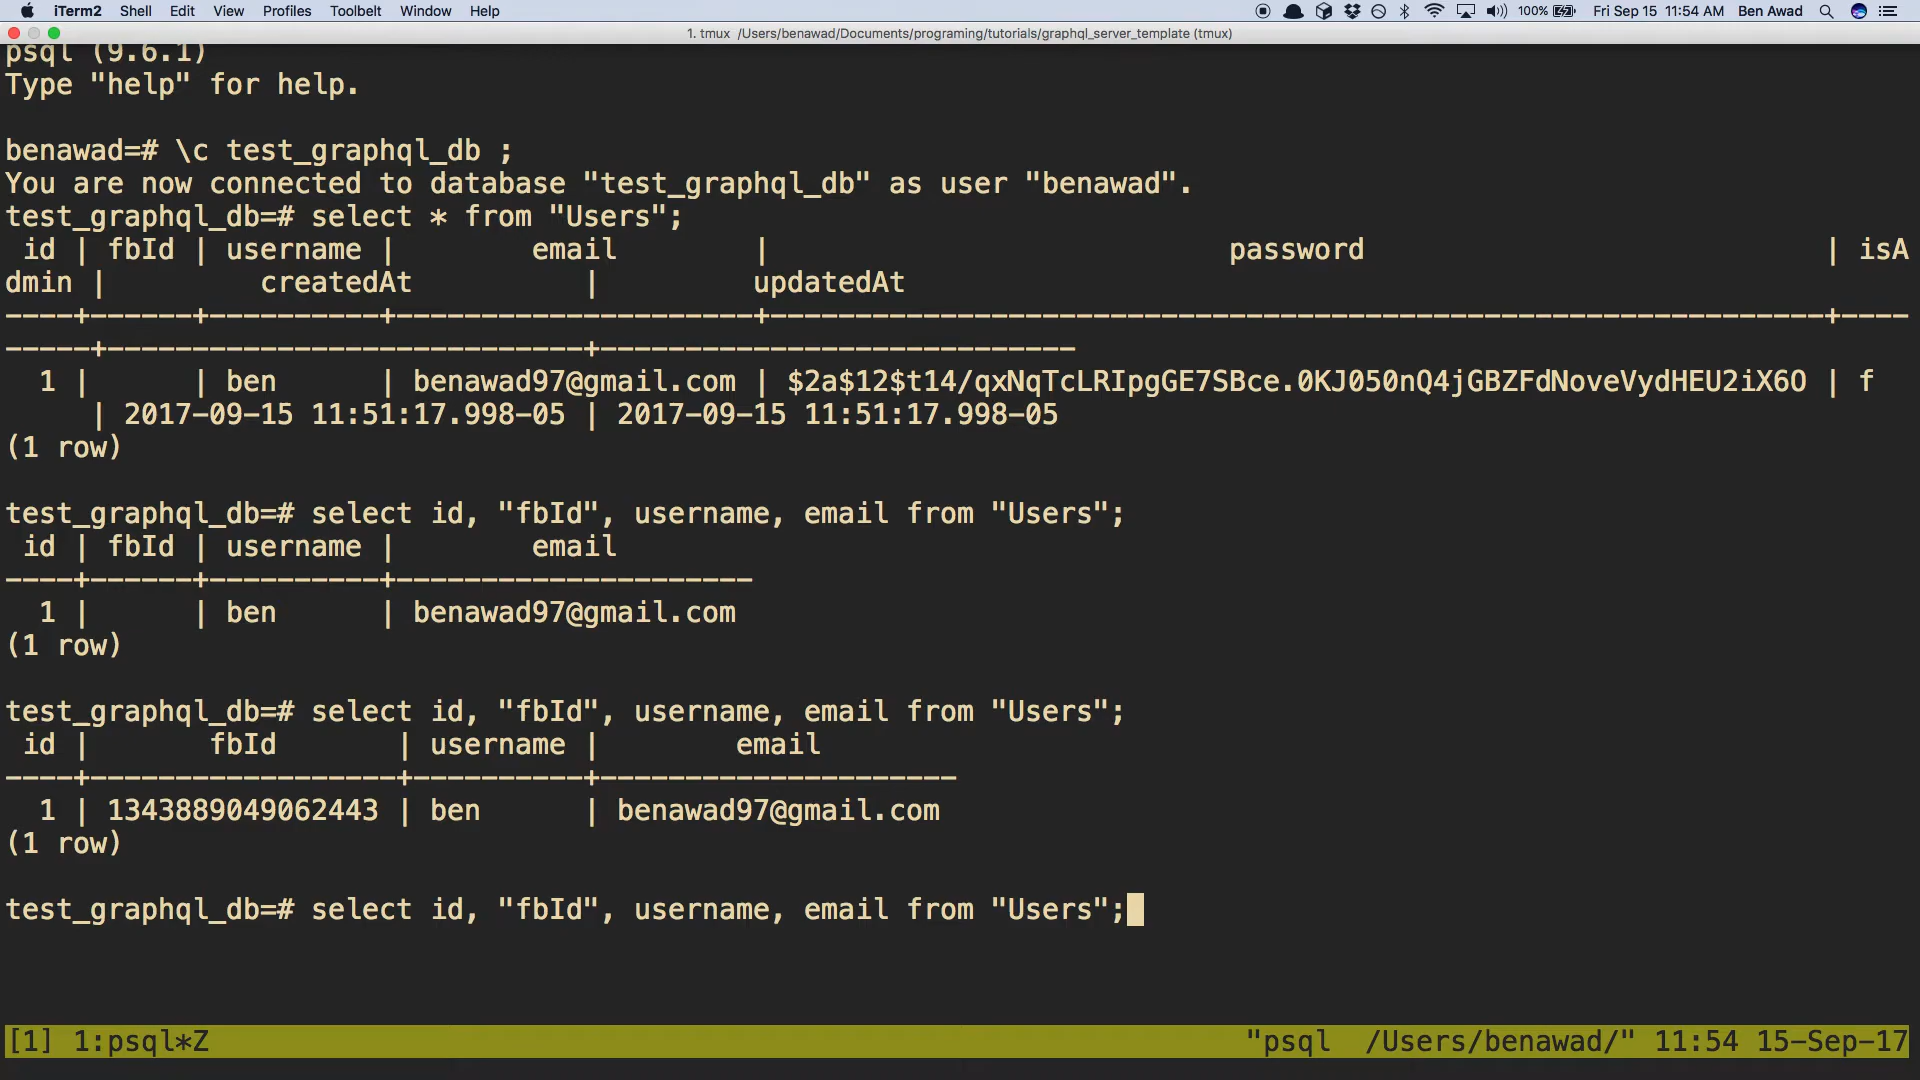 iTerm2 Shell Edit View Profiles Toolbelt Window Help 100% Fri Sep 15 11:54 AM Ben Awad
1. tmux /Users/benawad/Documents/programing/tutorials/graphql_server_template (tmux)
psql (9.6.1)
Type "help" for help.
benawad=# \c test_graphql_db ;
You are now connected to database "test_graphql_db" as user "benawad".
test_graphql_db=# select * from "Users";
id | fbId | username | email | password | isA
dmin | createdAt | updatedAt
----+------+----------+---------------------+---------------------------------------------------------------+----
-----+----------------------------+----------------------------
1 | | ben | benawad97@gmail.com | $2a$12$t14/qxNqTcLRIpgGE7SBce.0KJ050nQ4jGBZFdNoveVydHEU2iX6O | f
| 2017-09-15 11:51:17.998-05 | 2017-09-15 11:51:17.998-05
(1 row)
test_graphql_db=# select id, "fbId", username, email from "Users";
id | fbId | username | email
----+------+----------+---------------------
1 | | ben | benawad97@gmail.com
(1 row)
test_graphql_db=# select id, "fbId", username, email from "Users";
id | fbId | username | email
----+------------------+----------+---------------------
1 | 1343889049062443 | ben | benawad97@gmail.com
(1 row)
test_graphql_db=# select id, "fbId", username, email from "Users";
[1] 1:psql*Z "psql /Users/benawad/" 11:54 15-Sep-17